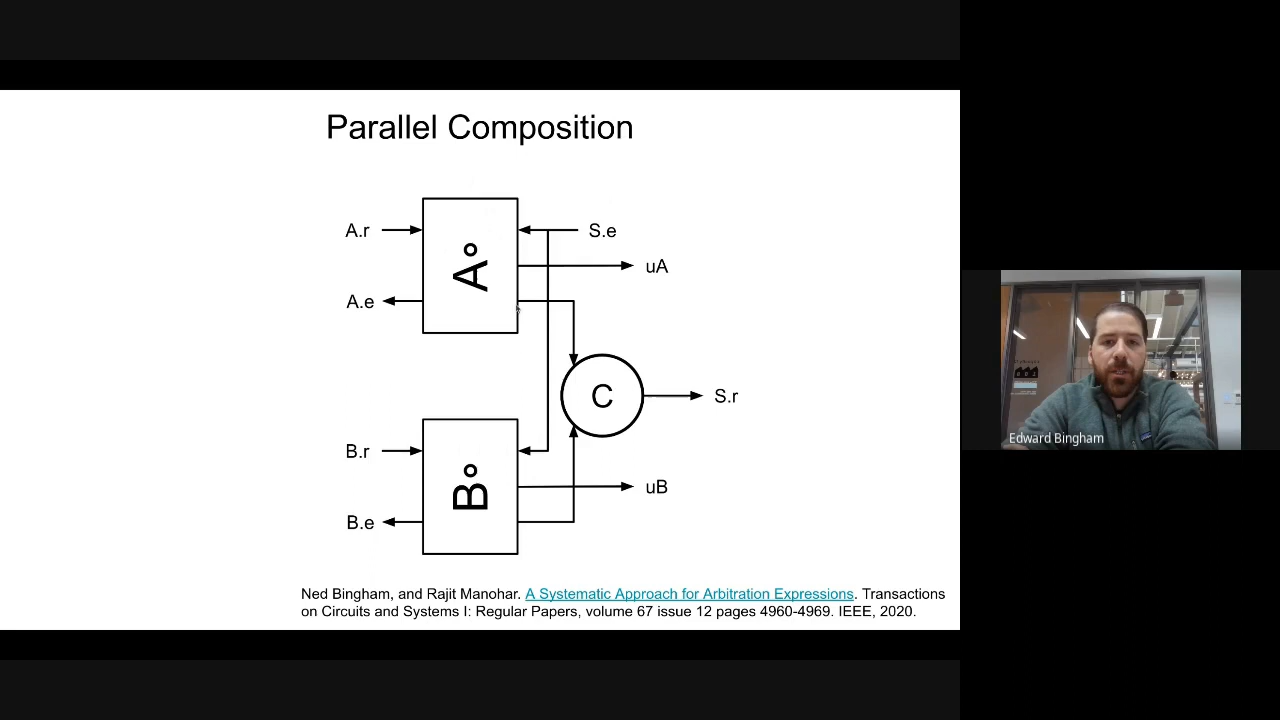 Parallel Composition
A.r
S.e
A∘
uA
A.e
C
S.r
B.r
B∘
uB
B.e
Ned Bingham, and Rajit Manohar. A Systematic Approach for Arbitration Expressions. Transactions
on Circuits and Systems I: Regular Papers, volume 67 issue 12 pages 4960-4969. IEEE, 2020.
Edward Bingham